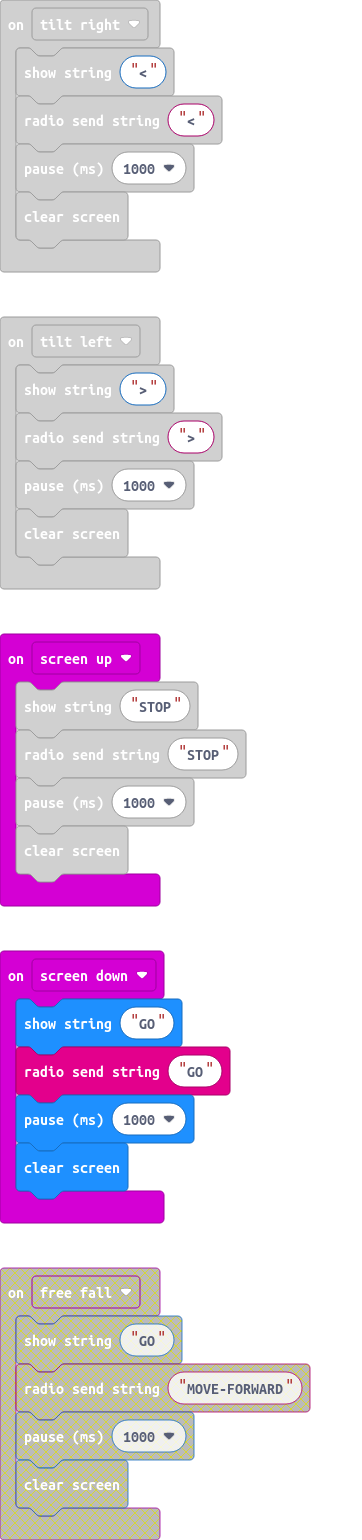 on tilt right
show string "<"
radio send string "<"
pause (ms) 1000
clear screen
on tilt left
show string ">"
radio send string ">"
pause (ms) 1000
clear screen
on screen up
show string "STOP"
radio send string "STOP"
pause (ms) 1000
clear screen
on screen down
show string "GO"
radio send string "GO"
pause (ms) 1000
clear screen
on free fall
show string "GO"
radio send string "MOVE-FORWARD"
pause (ms) 1000
clear screen